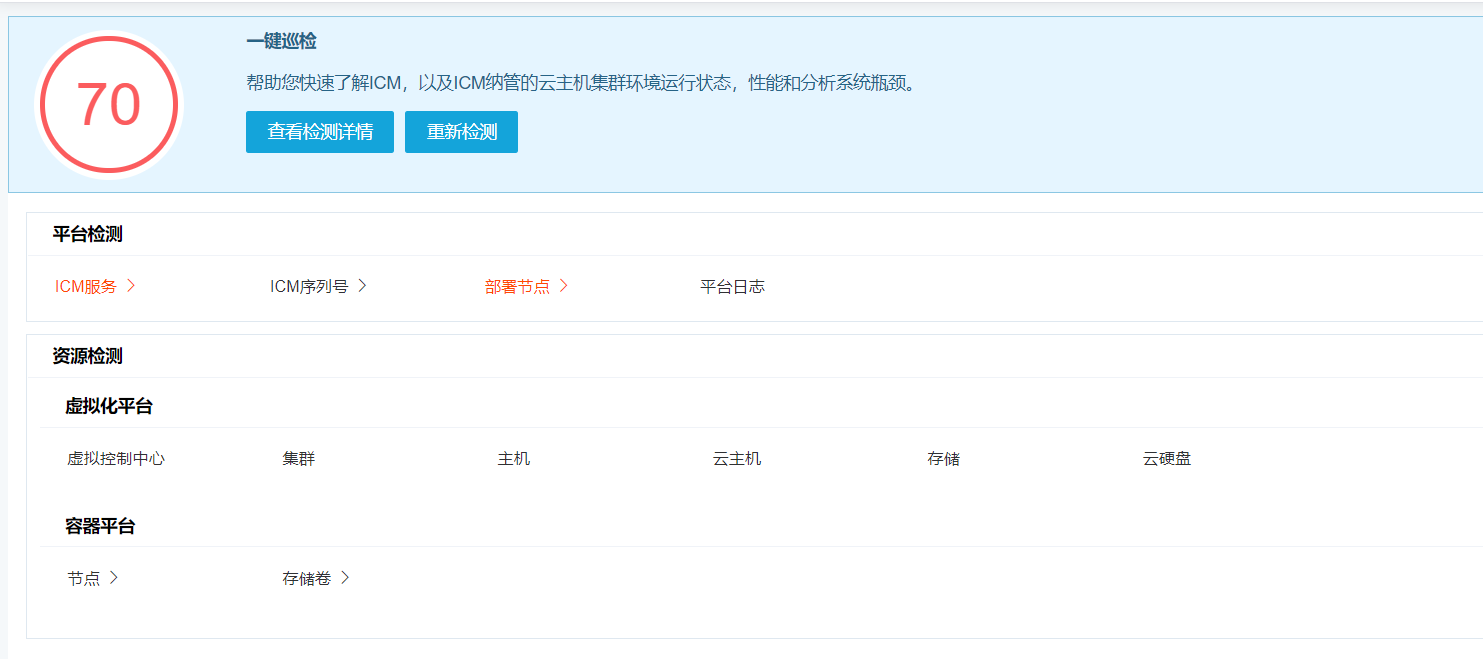 70
一键巡检
帮助您快速了解ICM，以及ICM纳管的云主机集群环境运行状态，性能和分析系统瓶颈。
查看检测详情 重新检测
平台检测
ICM服务 ICM序列号 部署节点 平台日志
资源检测
虚拟化平台
虚拟控制中心 集群 主机 云主机 存储 云硬盘
容器平台
节点 存储卷